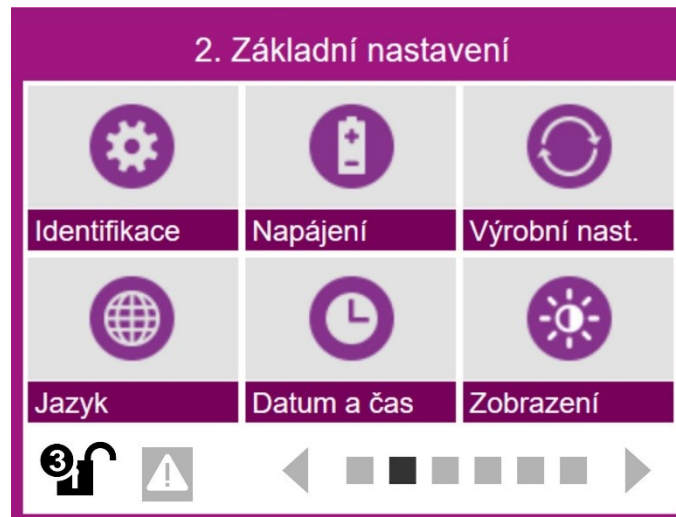 2. Základní nastavení
Identifikace Napájení Výrobní nast.
Jazyk Datum a čas Zobrazení
3